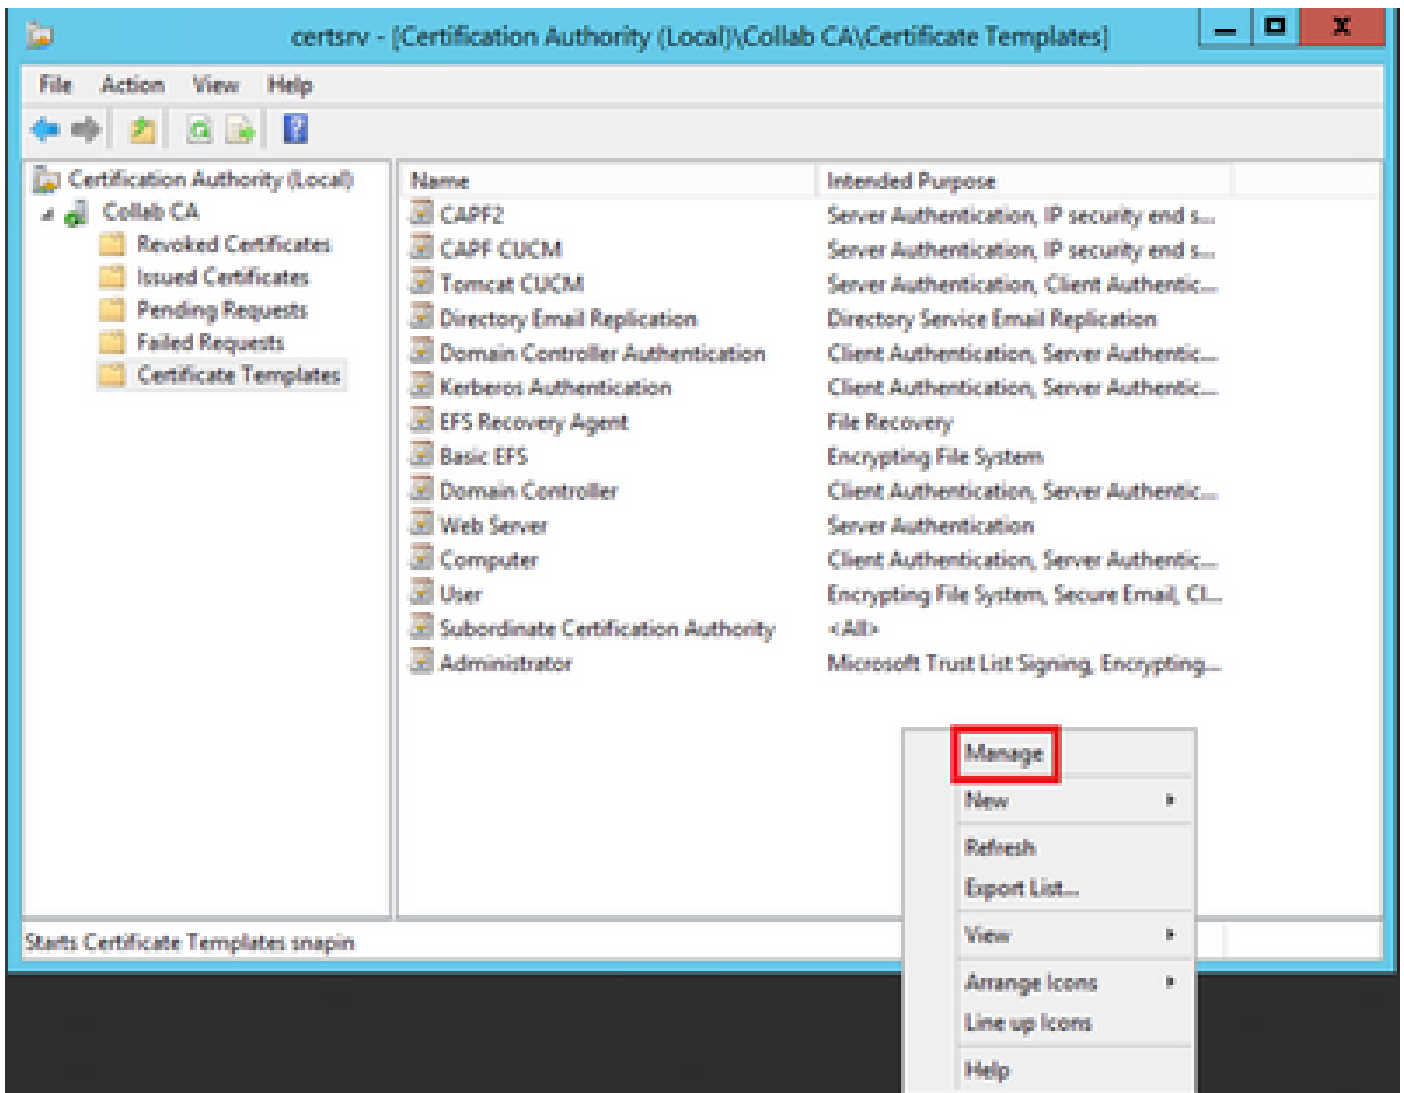 certsrv - [Certification Authority (Local)\Collab CA\Certificate Templates]
X
File Action View Help
?
Certification Authority (Local)
Collab CA
Revoked Certificates
Issued Certificates
Pending Requests
Failed Requests
Certificate Templates
Name Intended Purpose
CAPF2 Server Authentication, IP security end s...
CAPF CUCM Server Authentication, IP security end s...
Tomcat CUCM Server Authentication, Client Authentic...
Directory Email Replication Directory Service Email Replication
Domain Controller Authentication Client Authentication, Server Authentic...
Kerberos Authentication Client Authentication, Server Authentic...
EFS Recovery Agent File Recovery
Basic EFS Encrypting File System
Domain Controller Client Authentication, Server Authentic...
Web Server Server Authentication
Computer Client Authentication, Server Authentic...
User Encrypting File System, Secure Email, Cl...
Subordinate Certification Authority <All>
Administrator Microsoft Trust List Signing, Encrypting...
Manage
New
Refresh
Export List...
View
Arrange Icons
Line up Icons
Help
Starts Certificate Templates snapin